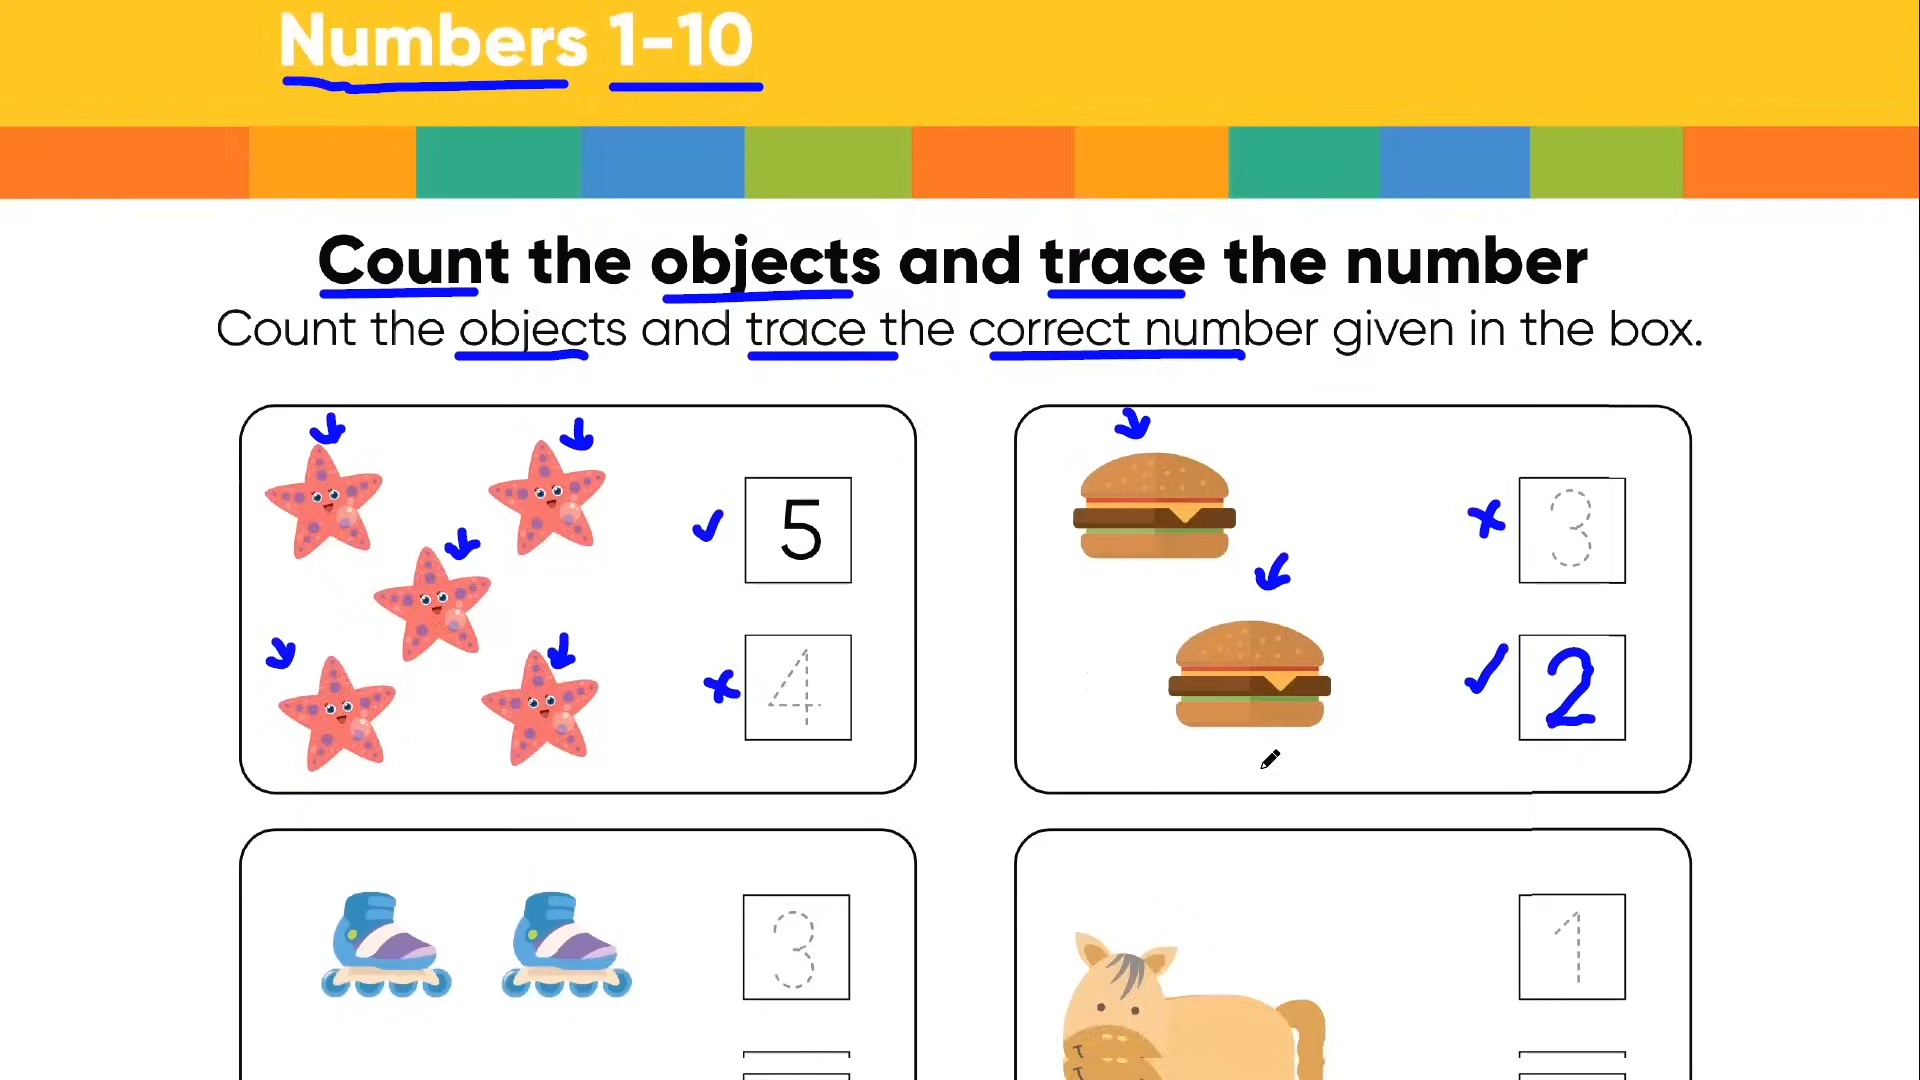 Numbers 1-10
Count the objects and trace the number
Count the objects and trace the correct number given in the box.
5
3
4
2
3
1